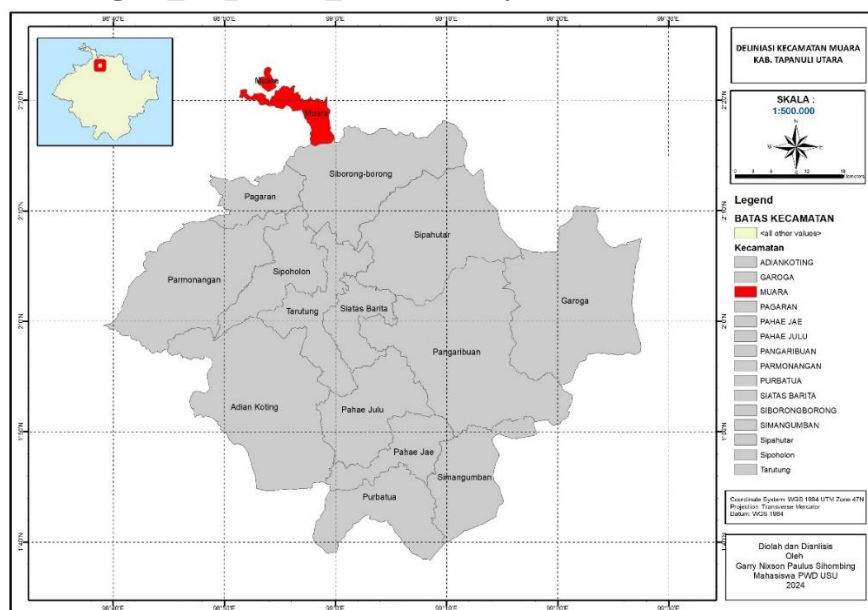 DELINIASI KECAMATAN MUARA
KAB. TAPANULI UTARA
SKALA :
1:500.000
Legend
BATAS KECAMATAN
<all other values>
Kecamatan
ADIANKOTING
GAROGA
MUARA
PAGARAN
PAHAE JAE
PAHAE JULU
PANGARIBUAN
PARMONANGAN
PURBATUA
SIATAS BARITA
SIBORONGBORONG
SIMANGUMBAN
Sipahutar
Sipoholon
Tarutung
Coordinate System: WGS 1984 UTM Zone 47N
Projection: Transverse Mercator
Datum: WGS 1984
Diolah dan Dianlisis
Oleh
Garry Nixson Paulus Sihombing
Mahasiswa PWD USU
2024
Muara
Muara
Siborong-borong
Pagaran
Sipahutar
Parmonangan
Sipoholon
Garoga
Tarutung
Siatas Barita
Pangaribuan
Adian Koting
Pahae Julu
Pahae Jae
Simangumban
Purbatua